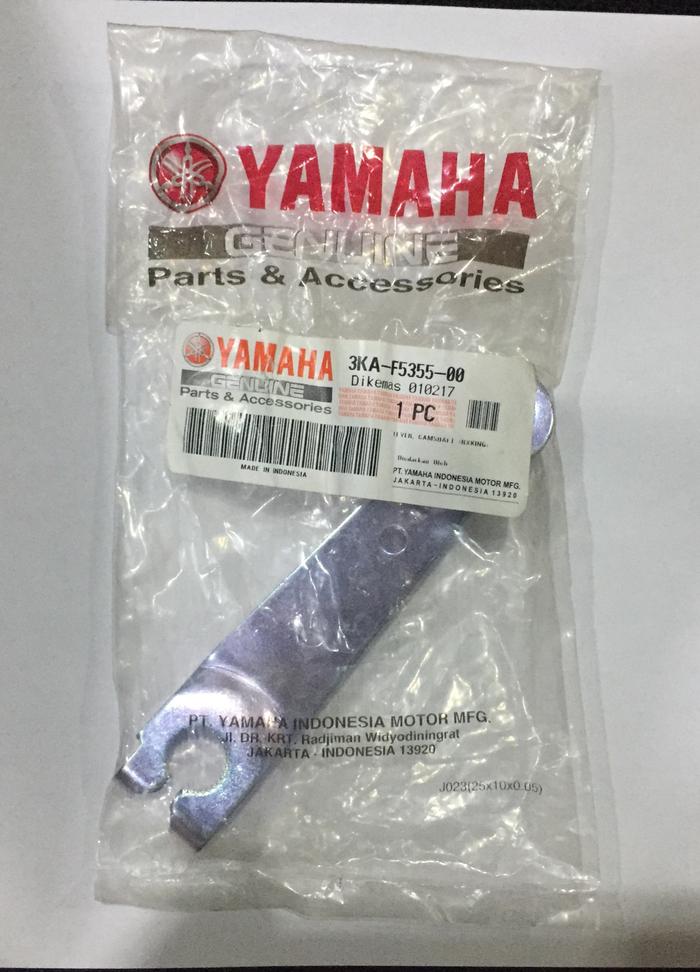 YAMAHA
GENUINE
Parts & Accessories
YAMAHA
GENUINE
Parts & Accessories
3KA-F5355-00
Dikemas 010217
1 PC
MADE IN INDONESIA
PT. YAMAHA INDONESIA MOTOR MFG.
JAKARTA - INDONESIA 13920
PT. YAMAHA INDONESIA MOTOR MFG.
Jl. DR. KRT. Radjiman Widyodiningrat
JAKARTA - INDONESIA 13920
J023(25x10x0.05)